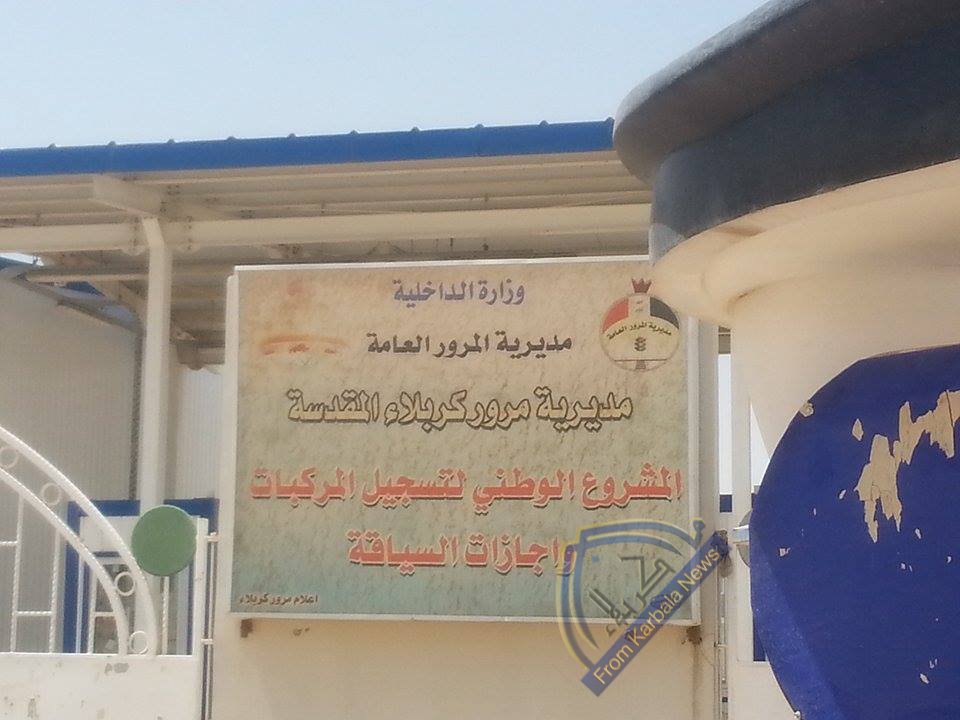 وزارة الداخلية
مديرية المرور العامة
مديرية المرور العامة
مديرية مرور كربلاء المقدسة
المشروع الوطني لتسجيل المركبات
واجازات السياقة
اعلام مرور كربلاء
كربلاء
From Karbala News